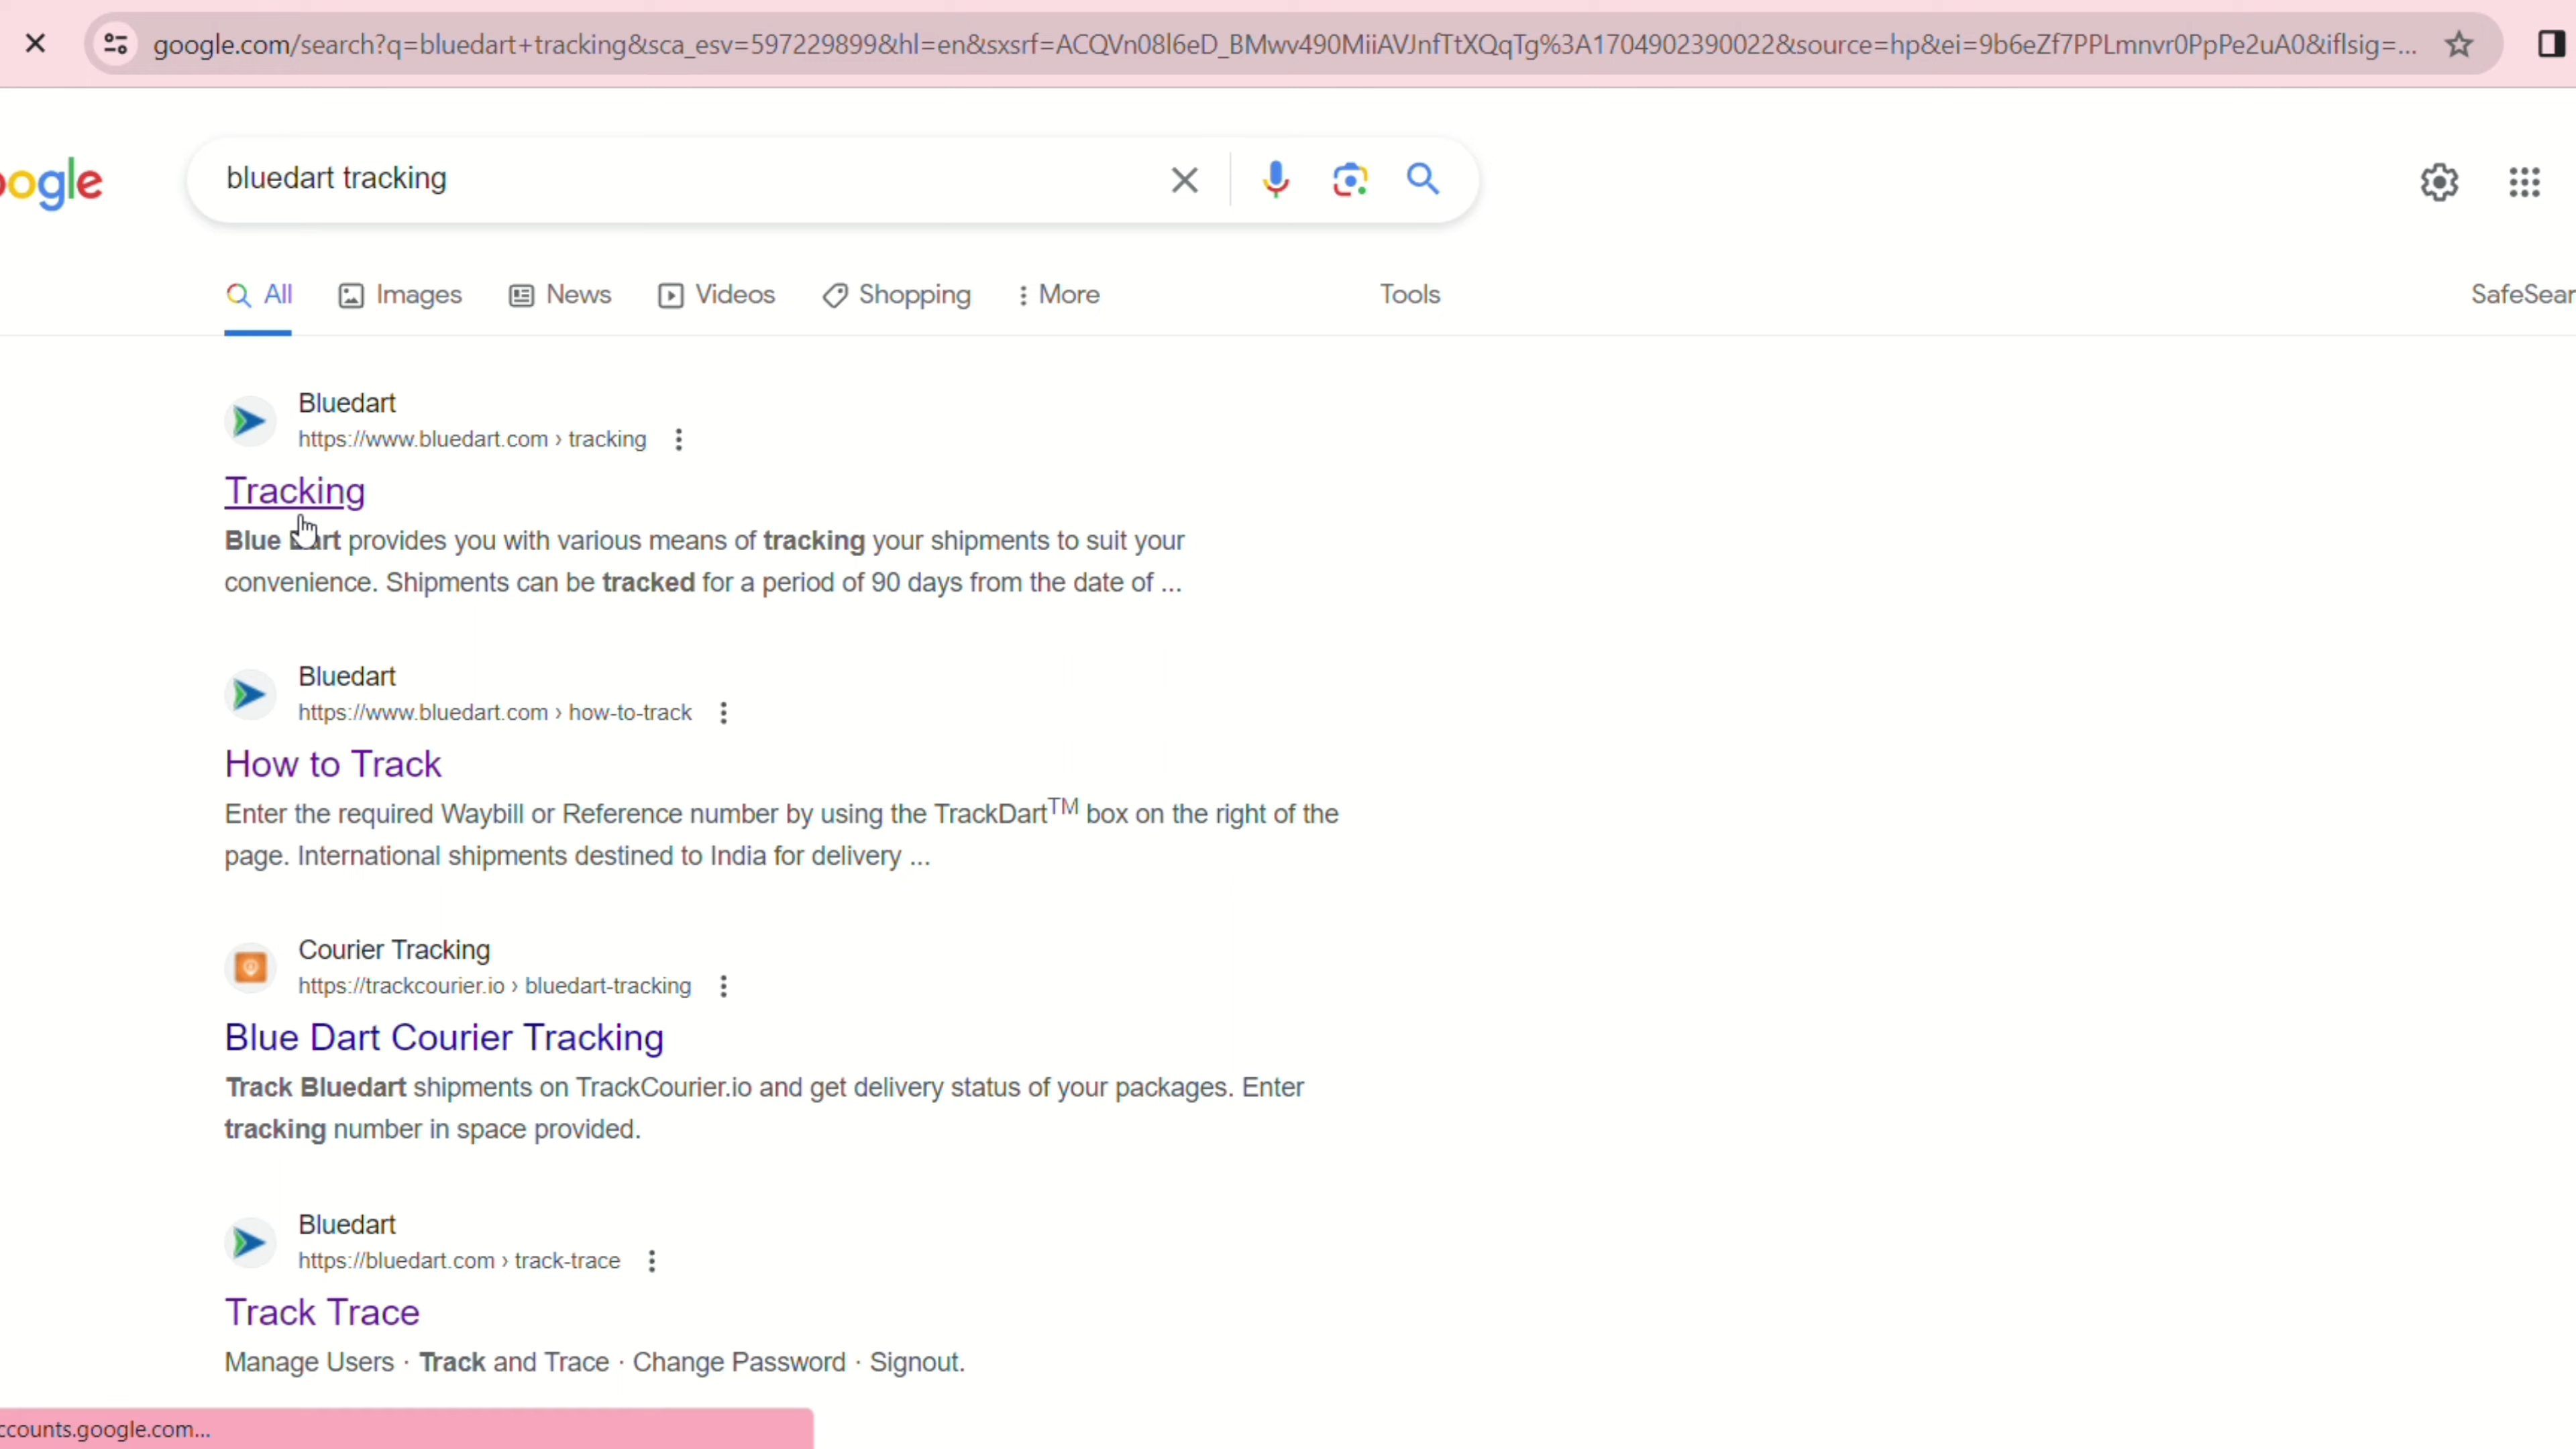 google.com/search?q=bluedart+tracking&sca_esv=597229899&hl=en&sxsrf=ACQVn08l6eD_BMwv490MiiAVJnfTtXQqTg%3A1704902390022&source=hp&ei=9b6eZf7PPLmnvr0PpPe2uA0&iflsig=...
oogle
bluedart tracking
All Images News Videos Shopping More Tools SafeSear
Bluedart
https://www.bluedart.com › tracking
Tracking
Blue Dart provides you with various means of tracking your shipments to suit your
convenience. Shipments can be tracked for a period of 90 days from the date of ...
Bluedart
https://www.bluedart.com › how-to-track
How to Track
Enter the required Waybill or Reference number by using the TrackDart™ box on the right of the
page. International shipments destined to India for delivery ...
Courier Tracking
https://trackcourier.io › bluedart-tracking
Blue Dart Courier Tracking
Track Bluedart shipments on TrackCourier.io and get delivery status of your packages. Enter
tracking number in space provided.
Bluedart
https://bluedart.com › track-trace
Track Trace
Manage Users · Track and Trace · Change Password · Signout.
ccounts.google.com...